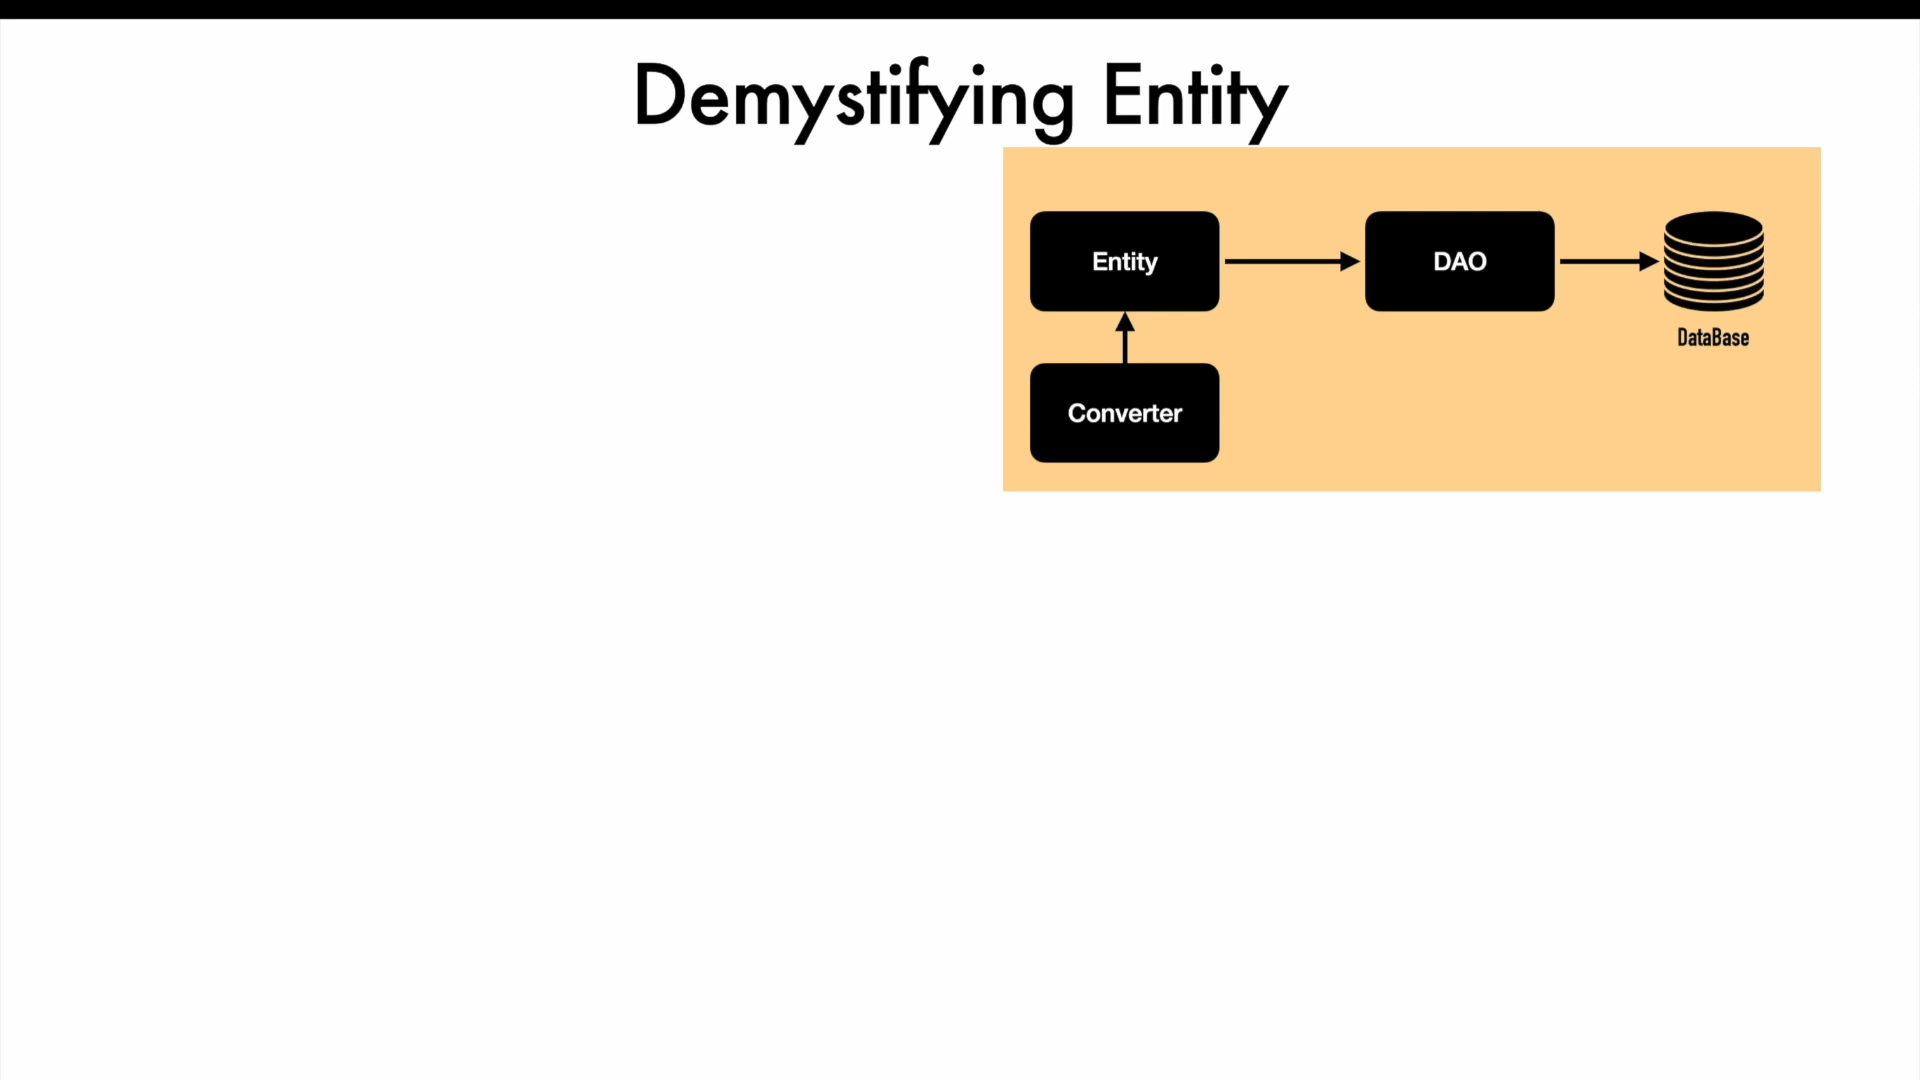 Demystifying Entity
Entity
DAO
DataBase
Converter